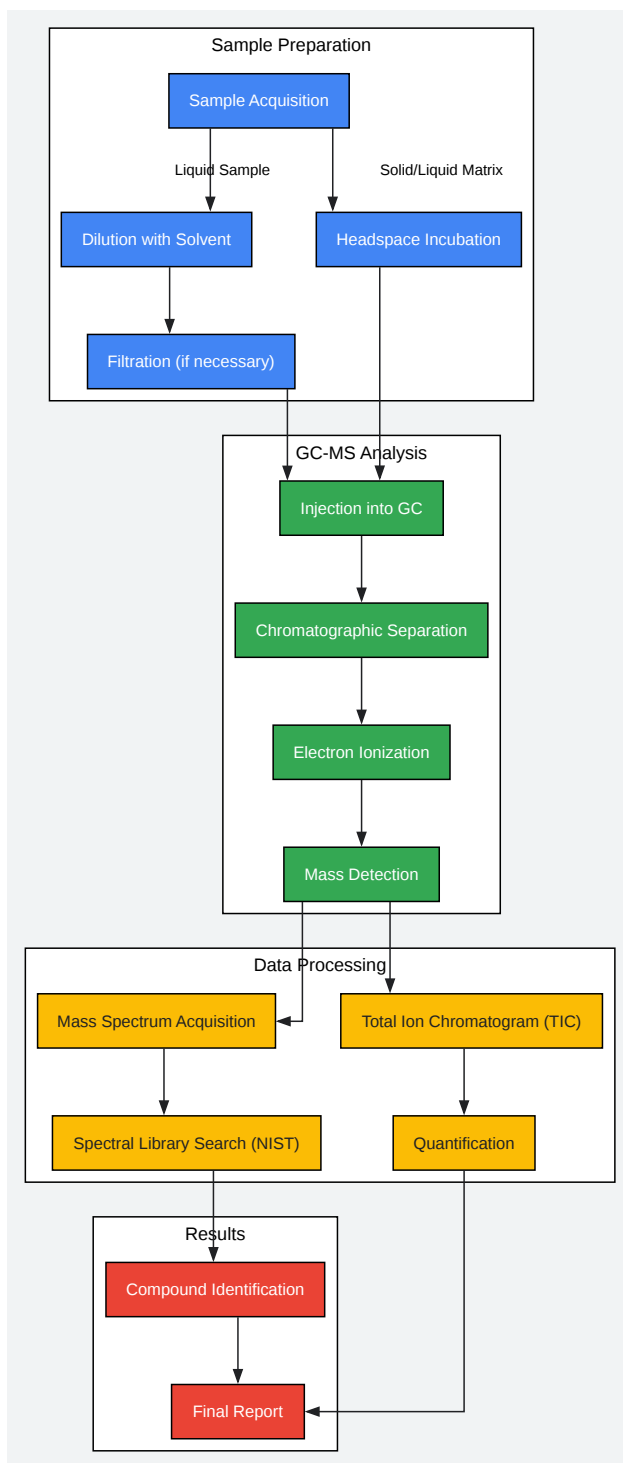 Sample Preparation
Sample Acquisition
Liquid Sample
Solid/Liquid Matrix
Dilution with Solvent
Headspace Incubation
Filtration (if necessary)
GC-MS Analysis
Injection into GC
Chromatographic Separation
Electron Ionization
Mass Detection
Data Processing
Mass Spectrum Acquisition
Total Ion Chromatogram (TIC)
Spectral Library Search (NIST)
Quantification
Results
Compound Identification
Final Report